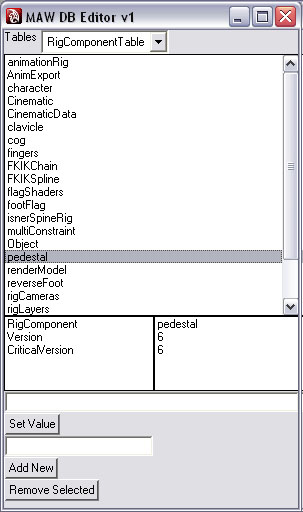 MAW DB Editor v1
Tables RigComponentTable
animationRig
AnimExport
character
Cinematic
CinematicData
clavicle
cog
fingers
FKIKChain
FKIKSpline
flagShaders
footFlag
isnerSpineRig
multiConstraint
Object
pedestal
renderModel
reverseFoot
rigCameras
rigLayers
RigComponent pedestal
Version 6
CriticalVersion 6
Set Value
Add New
Remove Selected